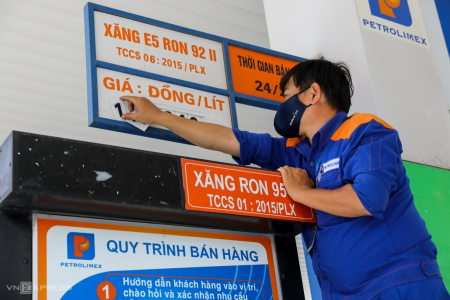 XĂNG E5 RON 92 II
TCCS 06 : 2015 /PLX
THỜI GIAN BÁN
24/
GIÁ : ĐỒNG/LÍT
PETROLIMEX
XĂNG RON 95
TCCS 01 : 2015/PLX
PETROLIMEX
QUY TRÌNH BÁN HÀNG
1
Hướng dẫn khách hàng vào vị trí,
chào hỏi và xác nhận nhu cầu
VNEXPRESS